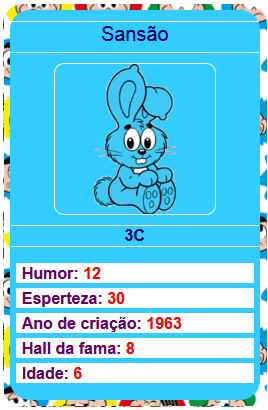 Sansão
3C
Humor: 12
Esperteza: 30
Ano de criação: 1963
Hall da fama: 8
Idade: 6